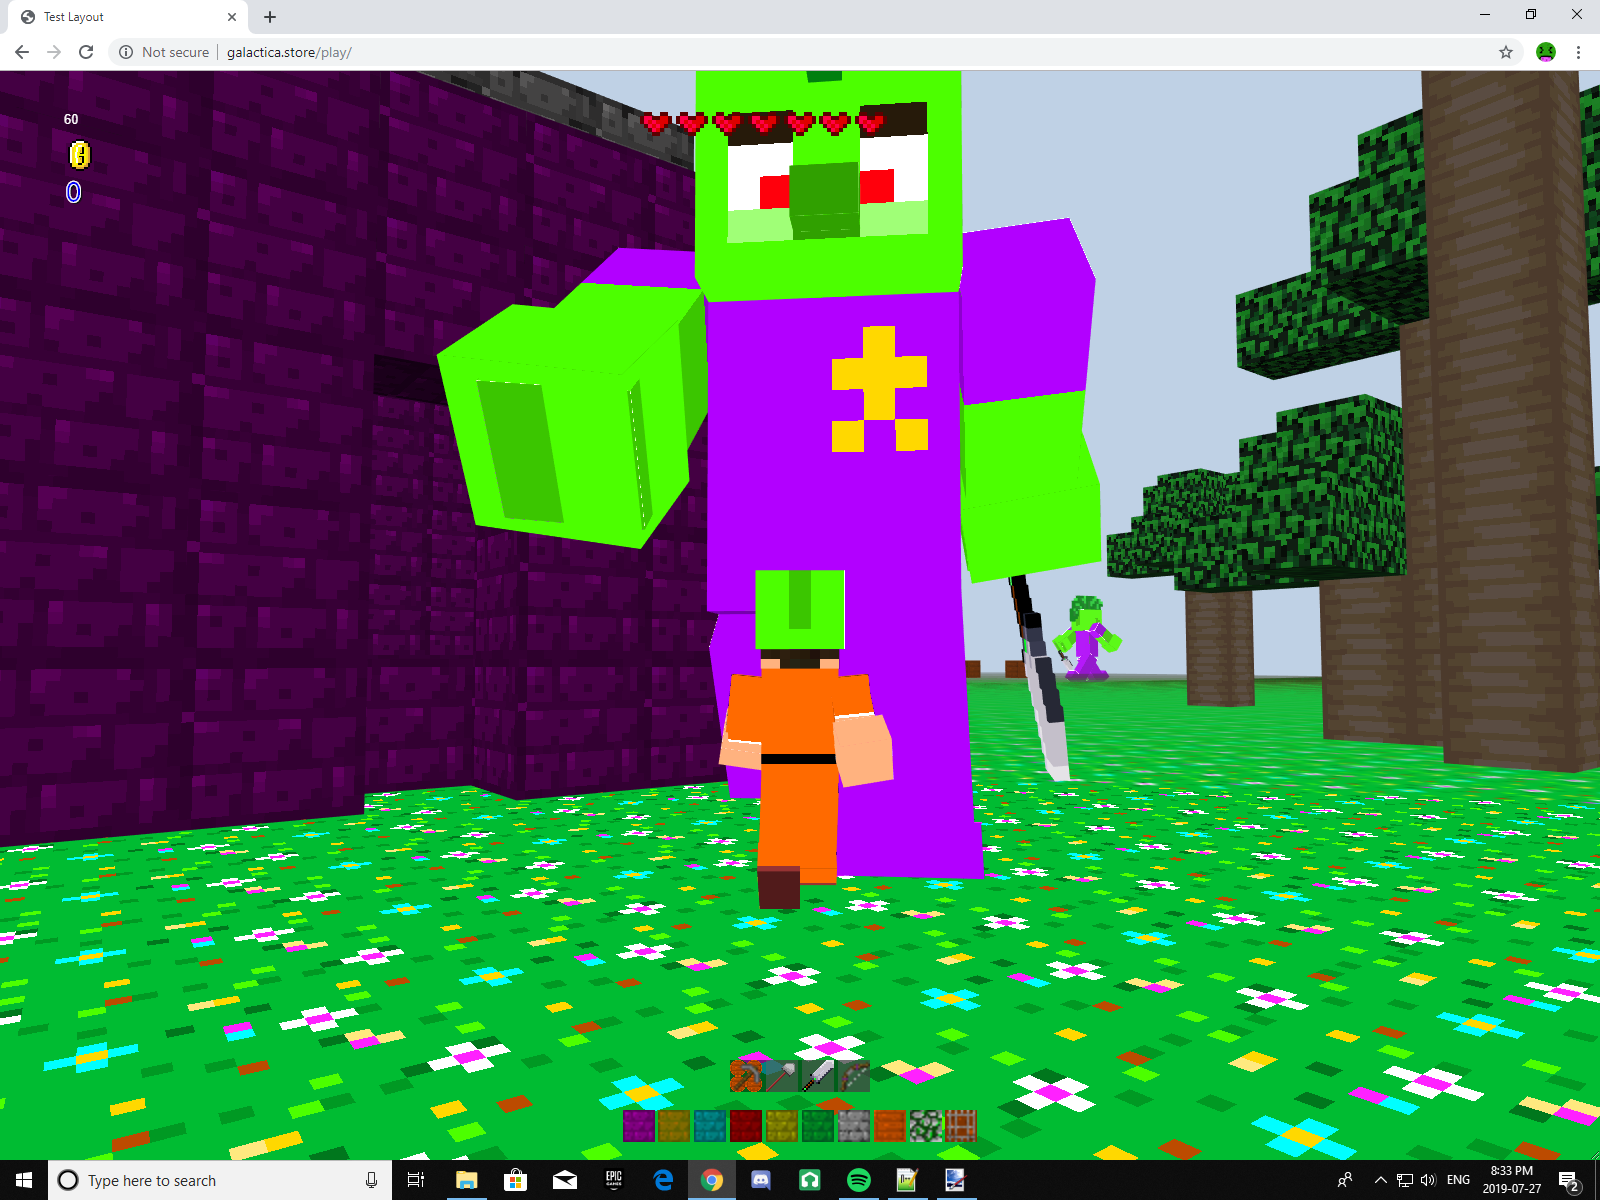 Test Layout
Not secure galactica.store/play/
60
0
EPIC
GAMES
Type here to search
ENG
8:33 PM
2019-07-27
2